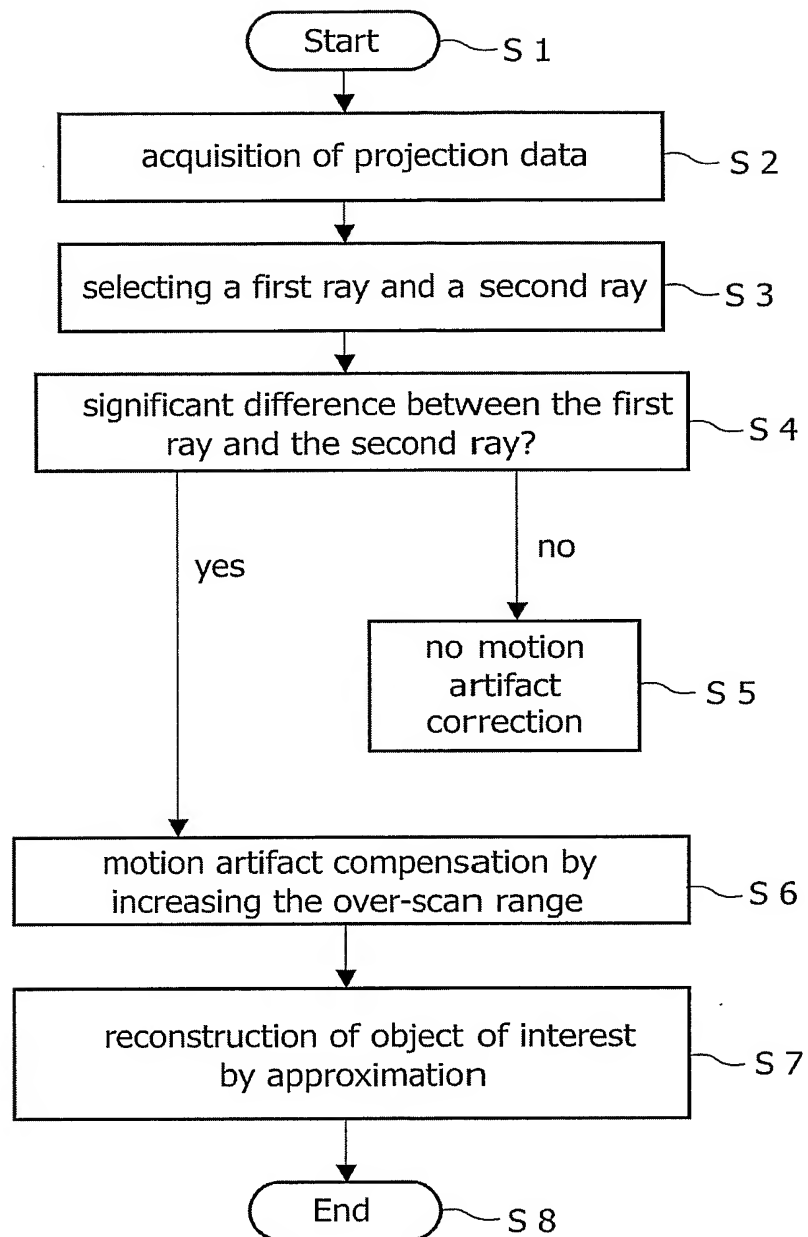 Start
S 1
acquisition of projection data
S 2
selecting a first ray and a second ray
S 3
significant difference between the first
ray and the second ray?
S 4
yes
no
no motion
artifact
correction
S 5
motion artifact compensation by
increasing the over-scan range
S 6
reconstruction of object of interest
by approximation
S 7
End
S 8